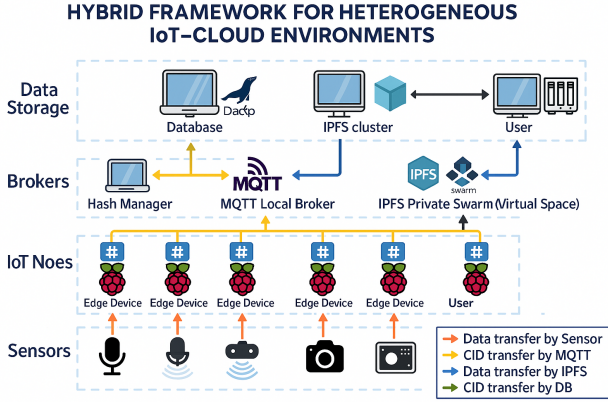 HYBRID FRAMEWORK FOR HETEROGENEOUS
IoT–CLOUD ENVIRONMENTS
Data
Storage
Dacξp
Database
IPFS cluster
User
Brokers
Hash Manager
MQTT
MQTT Local Broker
IPFS
swarm
IPFS Private Swarm (Virtual Space)
IoT Noes
#
#
#
#
#
#
Edge Device
Edge Device
Edge Device
Edge Device
Edge Device
User
Sensors
Data transfer by Sensor
CID transfer by MQTT
Data transfer by IPFS
CID transfer by DB